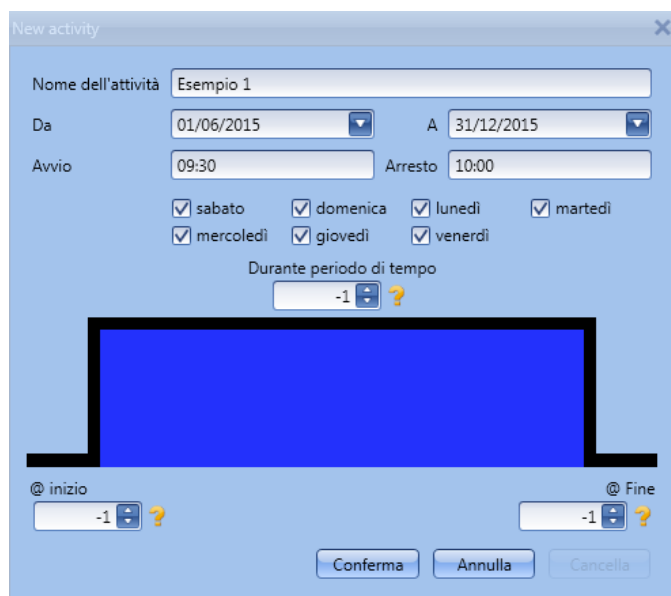 New activity
Nome dell'attività Esempio 1
Da 01/06/2015 A 31/12/2015
Avvio 09:30 Arresto 10:00
sabato domenica lunedì martedì
mercoledì giovedì venerdì
Durante periodo di tempo
-1 ?
@ inizio @ Fine
-1 ? -1 ?
Conferma Annulla Cancella